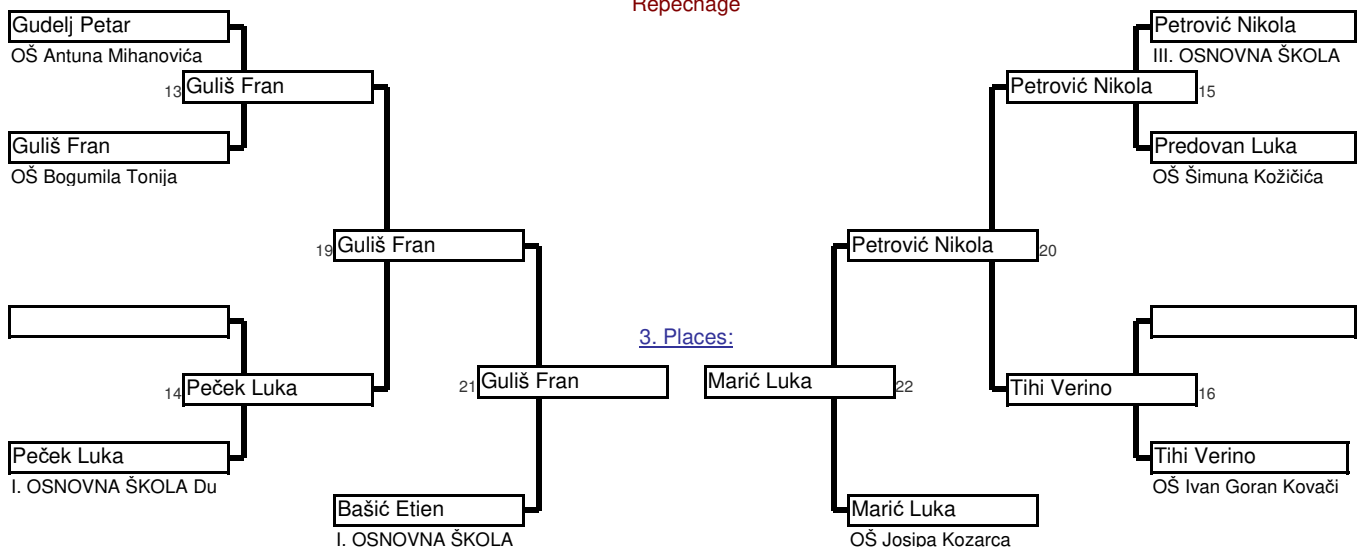 Repechage
Gudelj Petar
Petrović Nikola
OŠ Antuna Mihanovića
III. OSNOVNA ŠKOLA
13 Guliš Fran
Petrović Nikola 15
Guliš Fran
Predovan Luka
OŠ Bogumila Tonija
OŠ Šimuna Kožičića
19 Guliš Fran
Petrović Nikola 20
3. Places:
14 Peček Luka
21 Guliš Fran
Marić Luka 22
Tihi Verino 16
Peček Luka
Tihi Verino
I. OSNOVNA ŠKOLA Du
OŠ Ivan Goran Kovači
Bašić Etien
Marić Luka
I. OSNOVNA ŠKOLA
OŠ Josipa Kozarca